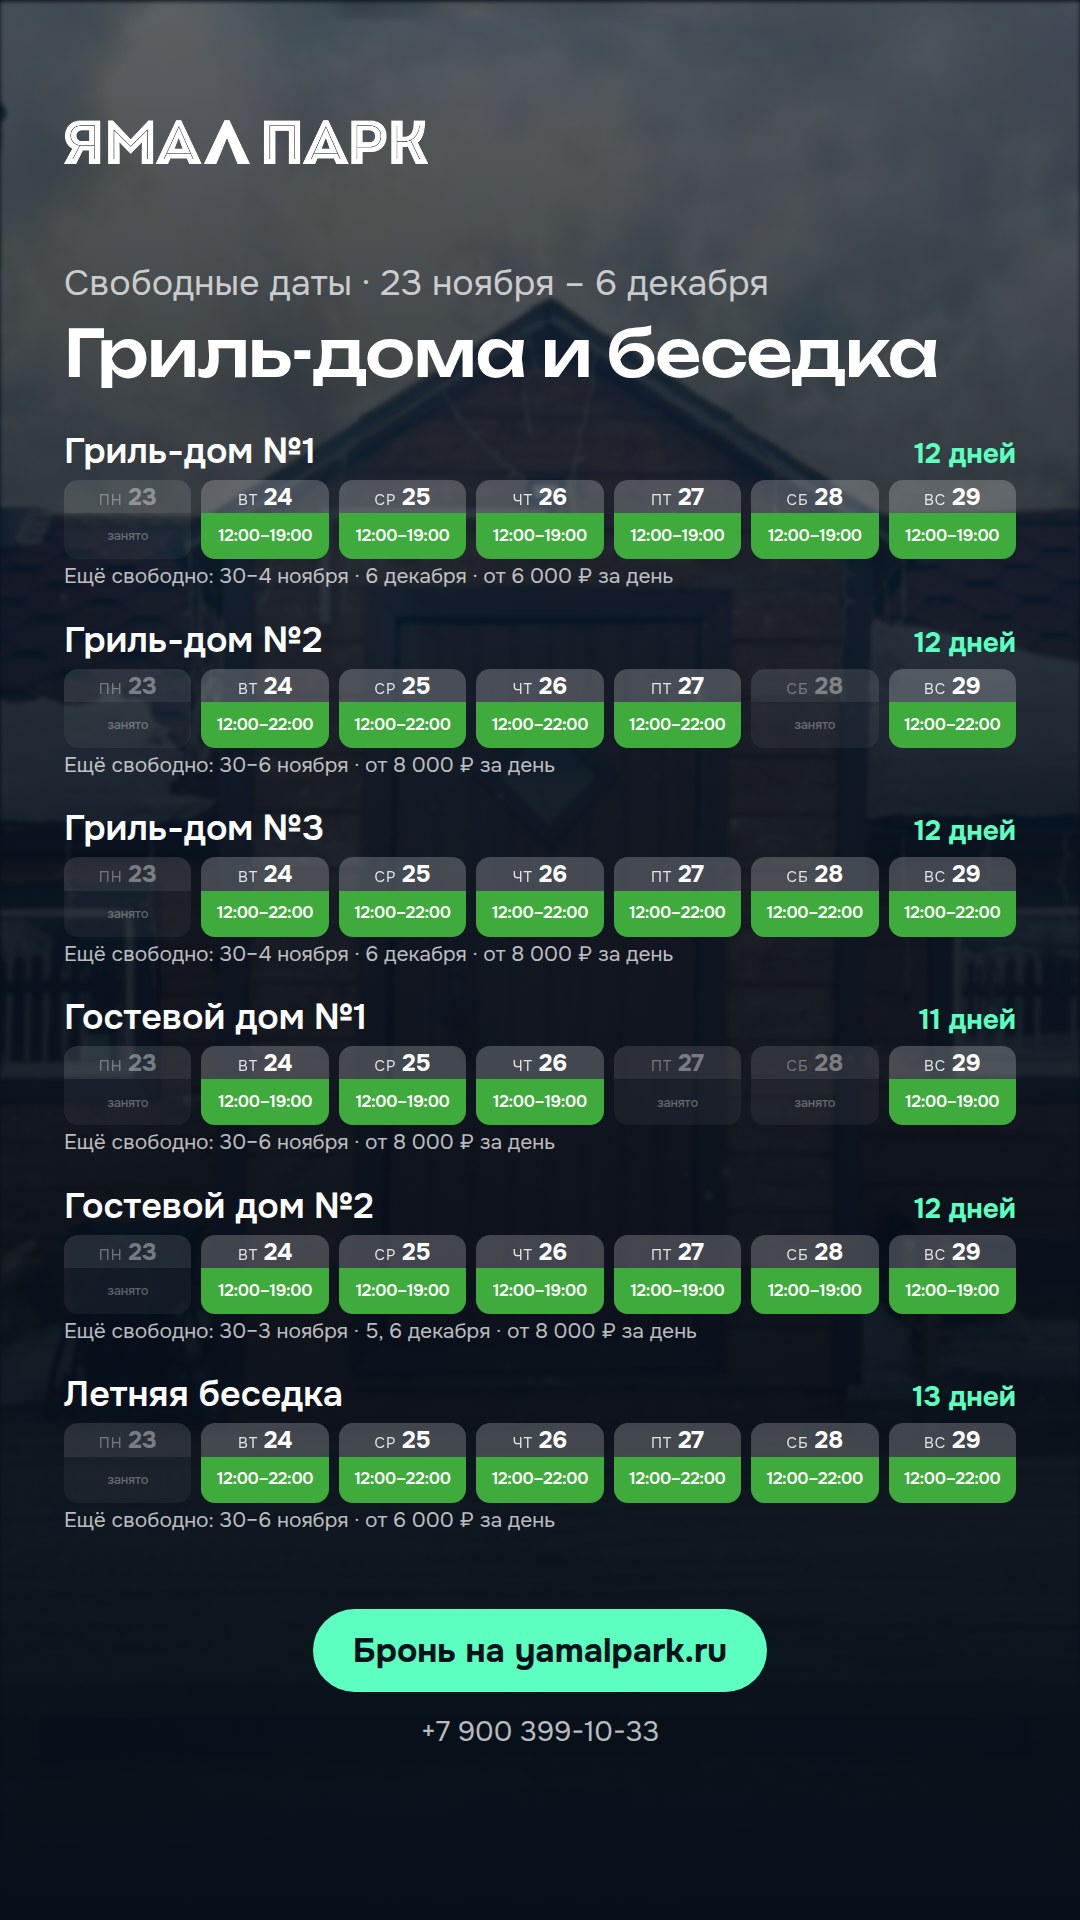 ЯМАЛ ПАРК
Свободные даты · 23 ноября – 6 декабря
Гриль-дома и беседка
Гриль-дом №1 12 дней
ПН 23 ВТ 24 СР 25 ЧТ 26 ПТ 27 СБ 28 ВС 29
занято 12:00–19:00 12:00–19:00 12:00–19:00 12:00–19:00 12:00–19:00 12:00–19:00
Ещё свободно: 30–4 ноября · 6 декабря · от 6 000 ₽ за день
Гриль-дом №2 12 дней
ПН 23 ВТ 24 СР 25 ЧТ 26 ПТ 27 СБ 28 ВС 29
занято 12:00–22:00 12:00–22:00 12:00–22:00 12:00–22:00 занято 12:00–22:00
Ещё свободно: 30–6 ноября · от 8 000 ₽ за день
Гриль-дом №3 12 дней
ПН 23 ВТ 24 СР 25 ЧТ 26 ПТ 27 СБ 28 ВС 29
занято 12:00–22:00 12:00–22:00 12:00–22:00 12:00–22:00 12:00–22:00 12:00–22:00
Ещё свободно: 30–4 ноября · 6 декабря · от 8 000 ₽ за день
Гостевой дом №1 11 дней
ПН 23 ВТ 24 СР 25 ЧТ 26 ПТ 27 СБ 28 ВС 29
занято 12:00–19:00 12:00–19:00 12:00–19:00 занято занято 12:00–19:00
Ещё свободно: 30–6 ноября · от 8 000 ₽ за день
Гостевой дом №2 12 дней
ПН 23 ВТ 24 СР 25 ЧТ 26 ПТ 27 СБ 28 ВС 29
занято 12:00–19:00 12:00–19:00 12:00–19:00 12:00–19:00 12:00–19:00 12:00–19:00
Ещё свободно: 30–3 ноября · 5, 6 декабря · от 8 000 ₽ за день
Летняя беседка 13 дней
ПН 23 ВТ 24 СР 25 ЧТ 26 ПТ 27 СБ 28 ВС 29
занято 12:00–22:00 12:00–22:00 12:00–22:00 12:00–22:00 12:00–22:00 12:00–22:00
Ещё свободно: 30–6 ноября · от 6 000 ₽ за день
Бронь на yamalpark.ru
+7 900 399-10-33